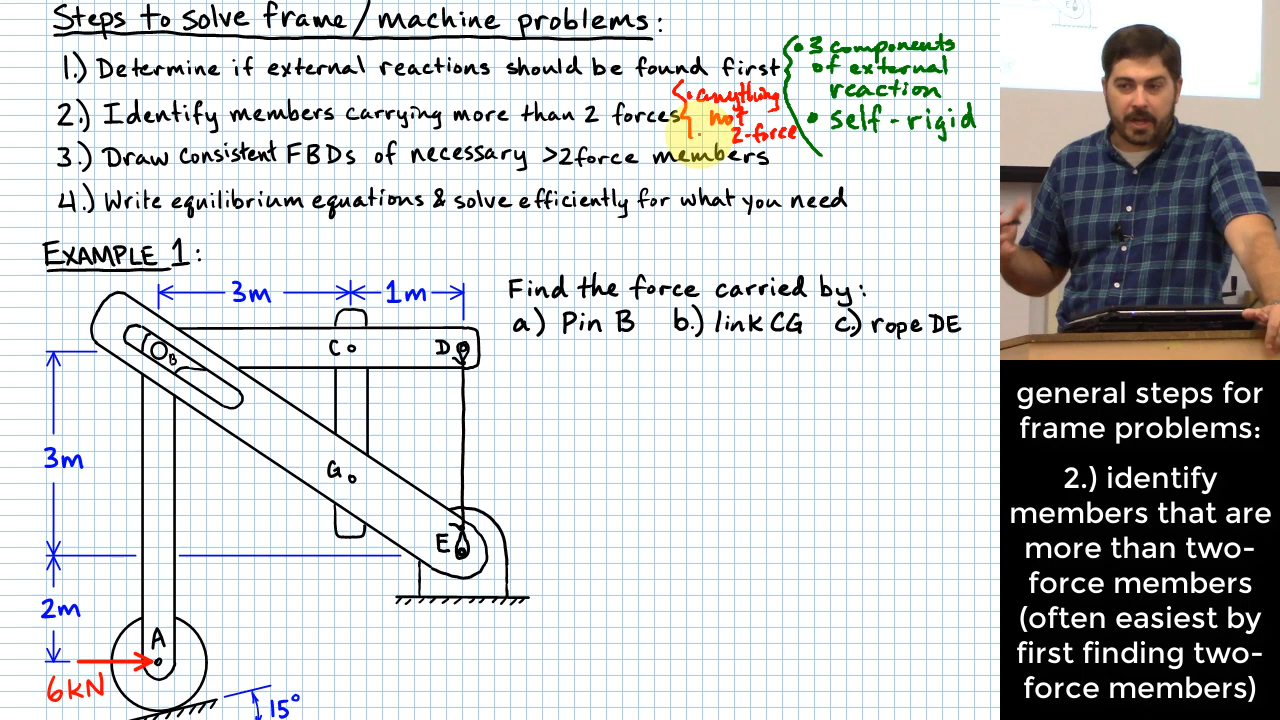 Steps to solve frame/machine problems:
1.) Determine if external reactions should be found first
• 3 components
of external
reaction
• self-rigid
2.) Identify members carrying more than 2 forces
• anything
not
2-force
3.) Draw consistent FBDs of necessary >2force members
4.) Write equilibrium equations & solve efficiently for what you need
EXAMPLE 1:
3m
1m
Find the force carried by:
a) Pin B b.) link CG c.) rope DE
B
C
D
3m
G
E
2m
A
6kN
15°
E
general steps for
frame problems:
2.) identify
members that are
more than two-
force members
(often easiest by
first finding two-
force members)